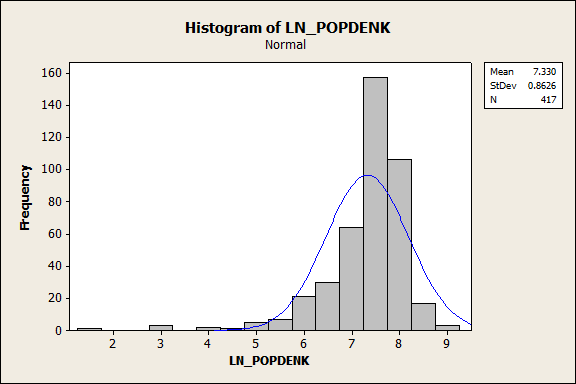 Histogram of LN_POPDENK
Normal
Mean 7.330
StDev 0.8626
N 417
160
140
120
100
80
60
40
20
0
Frequency
2 3 4 5 6 7 8 9
LN_POPDENK